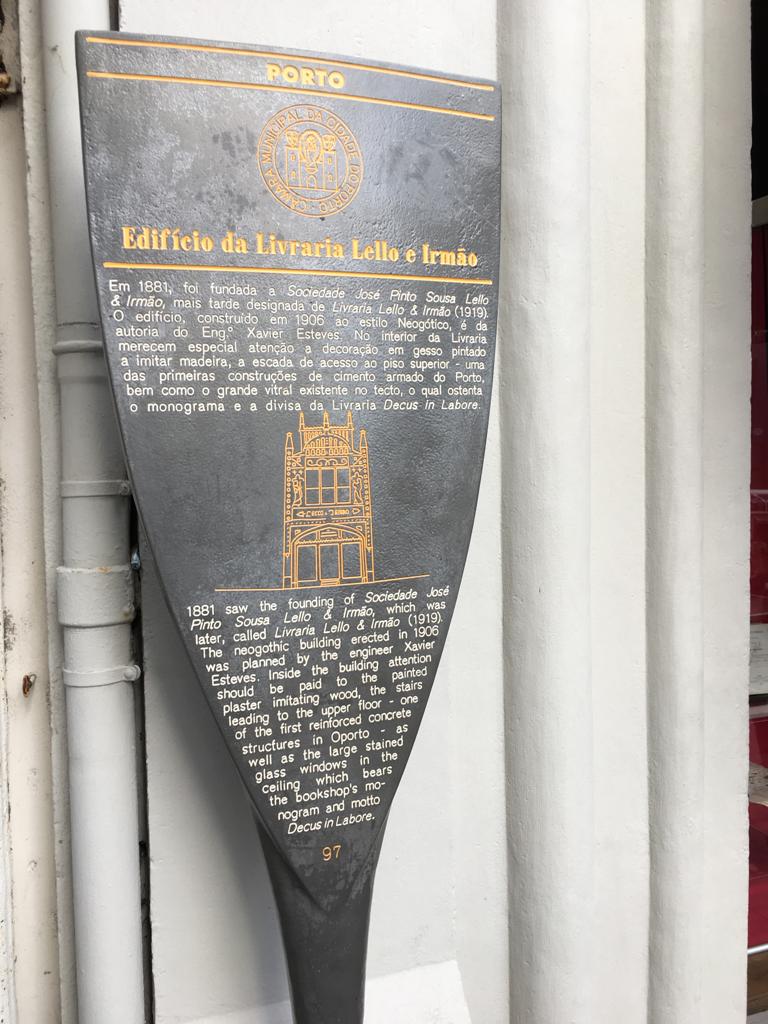 PORTO
CÂMARA MUNICIPAL DA CIDADE DO PORTO
Edifício da Livraria Lello e Irmão
Em 1881, foi fundada a Sociedade José Pinto Sousa Lello
& Irmão, mais tarde designada de Livraria Lello & Irmão (1919).
O edifício, construído em 1906 ao estilo Neogótico, é da
autoria do Eng.º Xavier Esteves. No interior da Livraria
merecem especial atenção a decoração em gesso pintado
a imitar madeira, a escada de acesso ao piso superior - uma
das primeiras construções de cimento armado do Porto,
bem como o grande vitral existente no tecto, o qual ostenta
o monograma e a divisa da Livraria Decus in Labore.
1881 saw the founding of Sociedade José
Pinto Sousa Lello & Irmão, which was
later, called Livraria Lello & Irmão (1919).
The neogothic building erected in 1906
was planned by the engineer Xavier
Esteves. Inside the building attention
should be paid to the painted
plaster imitating wood, the stairs
leading to the upper floor - one
of the first reinforced concrete
structures in Oporto - as
well as the large stained
glass windows in the
ceiling which bears
the bookshop's mo-
nogram and motto
Decus in Labore.
97